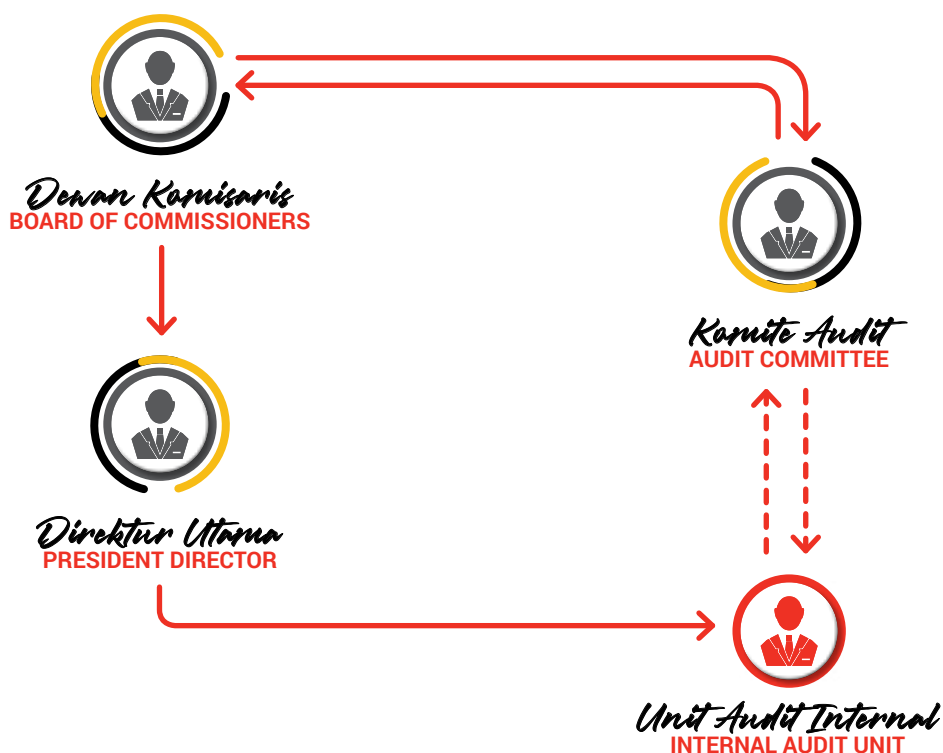 Dewan Komisaris
BOARD OF COMMISSIONERS
Komite Audit
AUDIT COMMITTEE
Direktur Utama
PRESIDENT DIRECTOR
Unit Audit Internal
INTERNAL AUDIT UNIT